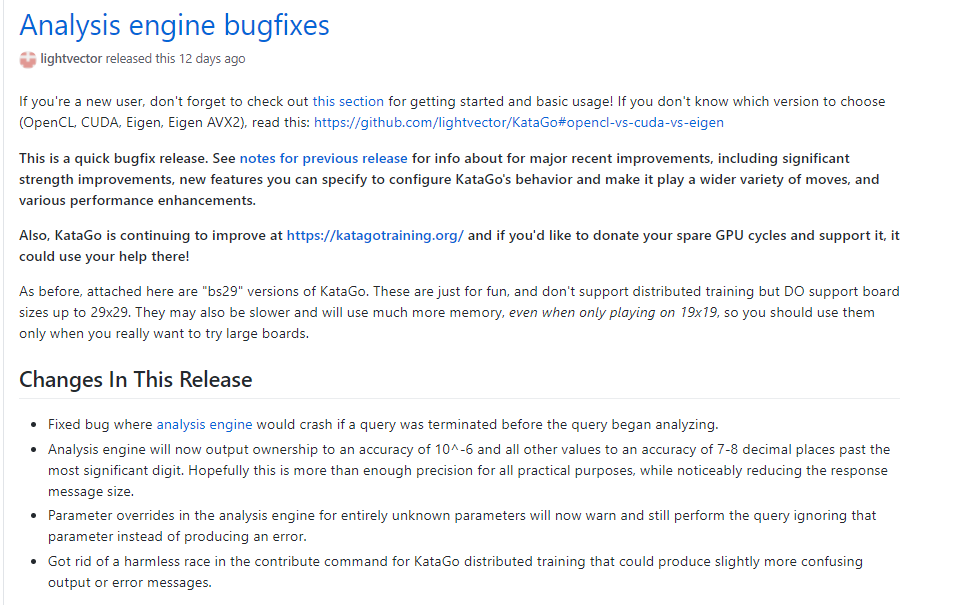 Analysis engine bugfixes
lightvector released this 12 days ago
If you're a new user, don't forget to check out this section for getting started and basic usage! If you don't know which version to choose
(OpenCL, CUDA, Eigen, Eigen AVX2), read this: https://github.com/lightvector/KataGo#opencl-vs-cuda-vs-eigen
This is a quick bugfix release. See notes for previous release for info about for major recent improvements, including significant
strength improvements, new features you can specify to configure KataGo's behavior and make it play a wider variety of moves, and
various performance enhancements.
Also, KataGo is continuing to improve at https://katagotraining.org/ and if you'd like to donate your spare GPU cycles and support it, it
could use your help there!
As before, attached here are "bs29" versions of KataGo. These are just for fun, and don't support distributed training but DO support board
sizes up to 29x29. They may also be slower and will use much more memory, even when only playing on 19x19, so you should use them
only when you really want to try large boards.
Changes In This Release
• Fixed bug where analysis engine would crash if a query was terminated before the query began analyzing.
• Analysis engine will now output ownership to an accuracy of 10^-6 and all other values to an accuracy of 7-8 decimal places past the
most significant digit. Hopefully this is more than enough precision for all practical purposes, while noticeably reducing the response
message size.
• Parameter overrides in the analysis engine for entirely unknown parameters will now warn and still perform the query ignoring that
parameter instead of producing an error.
• Got rid of a harmless race in the contribute command for KataGo distributed training that could produce slightly more confusing
output or error messages.